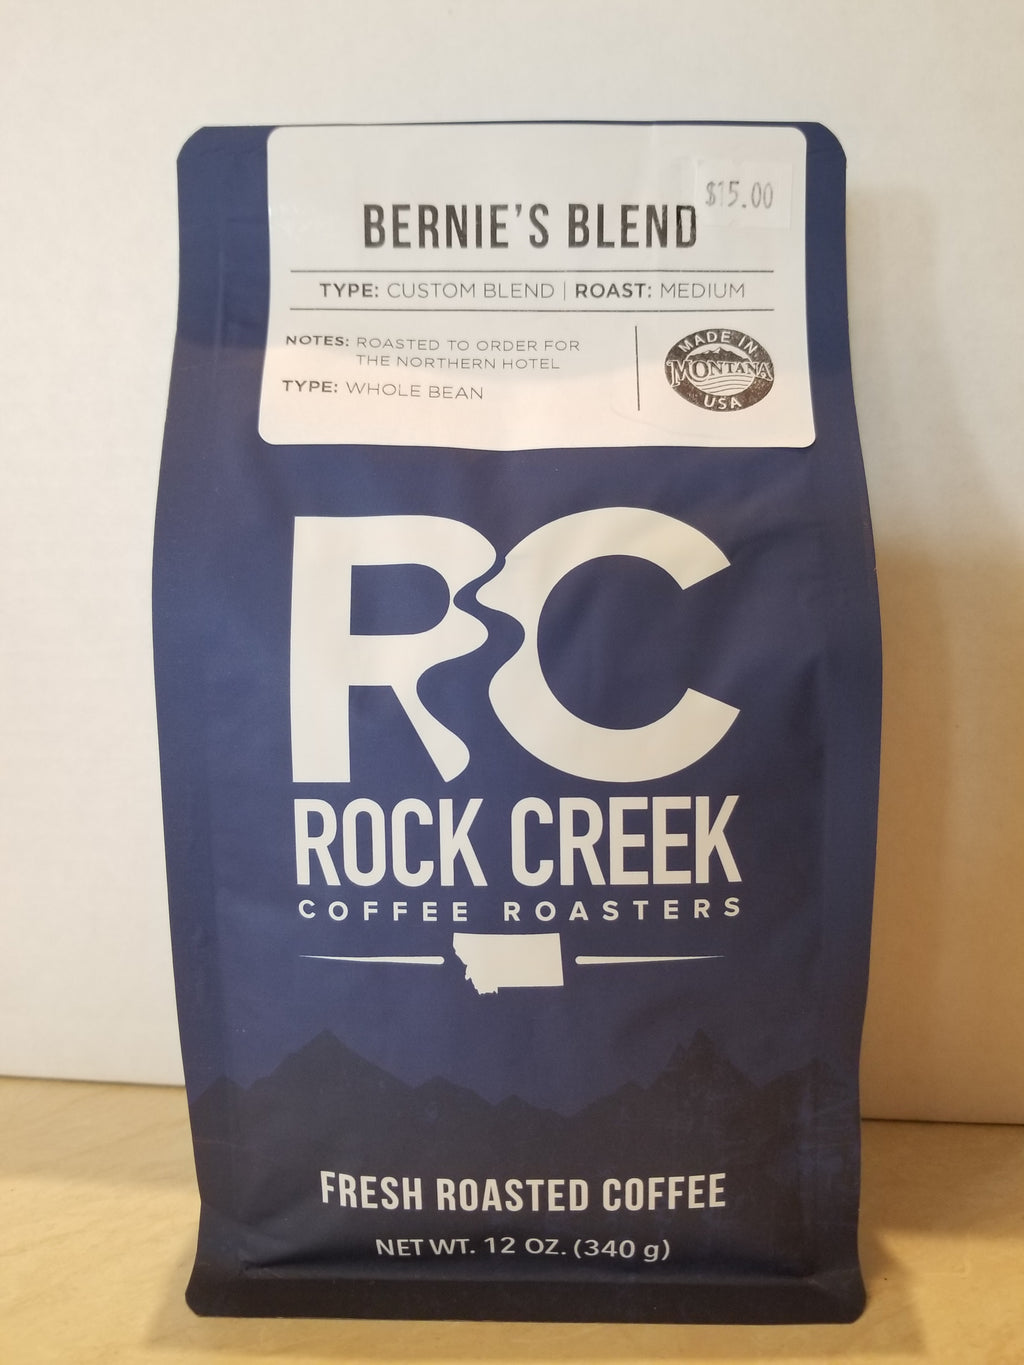 $15.00
BERNIE'S BLEND
TYPE: CUSTOM BLEND | ROAST: MEDIUM
NOTES: ROASTED TO ORDER FOR
THE NORTHERN HOTEL
TYPE: WHOLE BEAN
MADE IN
MONTANA
USA
RC
ROCK CREEK
COFFEE ROASTERS
FRESH ROASTED COFFEE
NET WT. 12 OZ. (340 g)